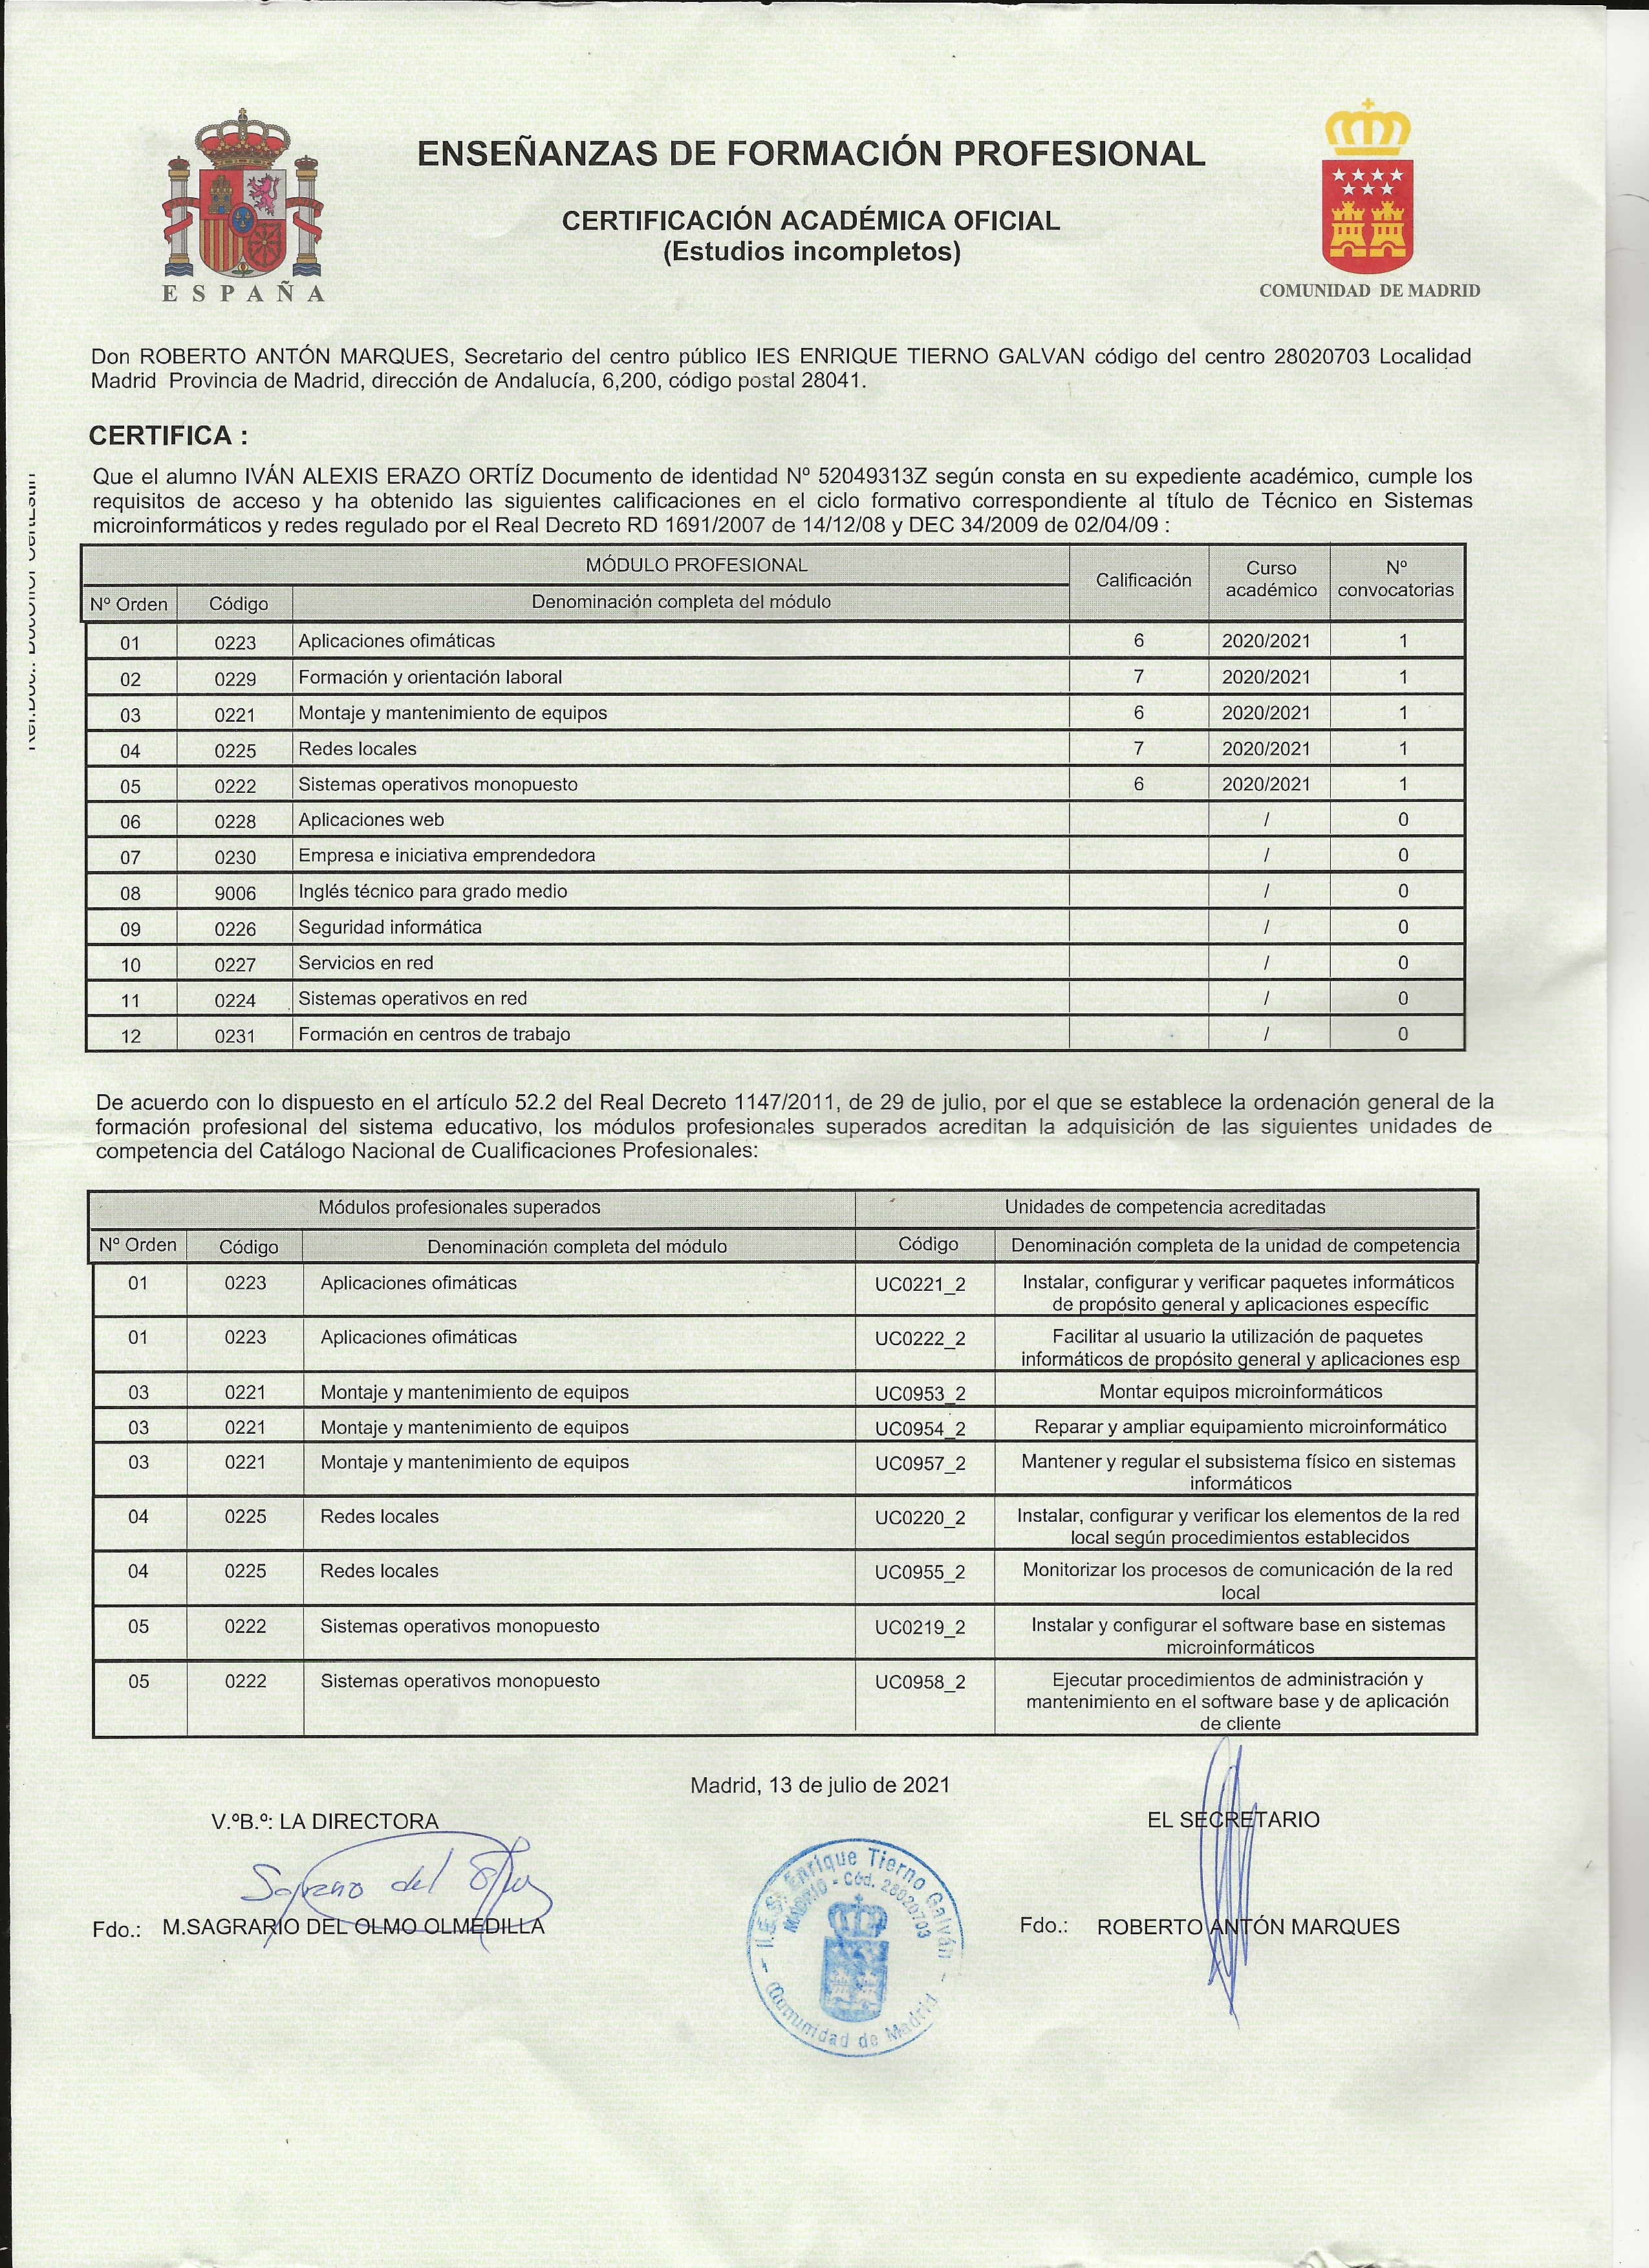 ENSEÑANZAS DE FORMACIÓN PROFESIONAL
CERTIFICACIÓN ACADÉMICA OFICIAL
(Estudios incompletos)
ESPAÑA
COMUNIDAD DE MADRID
Don ROBERTO ANTÓN MARQUES, Secretario del centro público IES ENRIQUE TIERNO GALVAN código del centro 28020703 Localidad
Madrid Provincia de Madrid, dirección de Andalucía, 6,200, código postal 28041.
CERTIFICA :
Que el alumno IVÁN ALEXIS ERAZO ORTÍZ Documento de identidad Nº 52049313Z según consta en su expediente académico, cumple los
requisitos de acceso y ha obtenido las siguientes calificaciones en el ciclo formativo correspondiente al título de Técnico en Sistemas
microinformáticos y redes regulado por el Real Decreto RD 1691/2007 de 14/12/08 y DEC 34/2009 de 02/04/09 :
MÓDULO PROFESIONAL Calificación Curso académico Nº convocatorias
Nº Orden Código Denominación completa del módulo
01 0223 Aplicaciones ofimáticas 6 2020/2021 1
02 0229 Formación y orientación laboral 7 2020/2021 1
03 0221 Montaje y mantenimiento de equipos 6 2020/2021 1
04 0225 Redes locales 7 2020/2021 1
05 0222 Sistemas operativos monopuesto 6 2020/2021 1
06 0228 Aplicaciones web / 0
07 0230 Empresa e iniciativa emprendedora / 0
08 9006 Inglés técnico para grado medio / 0
09 0226 Seguridad informática / 0
10 0227 Servicios en red / 0
11 0224 Sistemas operativos en red / 0
12 0231 Formación en centros de trabajo / 0
De acuerdo con lo dispuesto en el artículo 52.2 del Real Decreto 1147/2011, de 29 de julio, por el que se establece la ordenación general de la
formación profesional del sistema educativo, los módulos profesionales superados acreditan la adquisición de las siguientes unidades de
competencia del Catálogo Nacional de Cualificaciones Profesionales:
Módulos profesionales superados Unidades de competencia acreditadas
Nº Orden Código Denominación completa del módulo Código Denominación completa de la unidad de competencia
01 0223 Aplicaciones ofimáticas UC0221_2 Instalar, configurar y verificar paquetes informáticos
de propósito general y aplicaciones específic
01 0223 Aplicaciones ofimáticas UC0222_2 Facilitar al usuario la utilización de paquetes
informáticos de propósito general y aplicaciones esp
03 0221 Montaje y mantenimiento de equipos UC0953_2 Montar equipos microinformáticos
03 0221 Montaje y mantenimiento de equipos UC0954_2 Reparar y ampliar equipamiento microinformático
03 0221 Montaje y mantenimiento de equipos UC0957_2 Mantener y regular el subsistema físico en sistemas
informáticos
04 0225 Redes locales UC0220_2 Instalar, configurar y verificar los elementos de la red
local según procedimientos establecidos
04 0225 Redes locales UC0955_2 Monitorizar los procesos de comunicación de la red
local
05 0222 Sistemas operativos monopuesto UC0219_2 Instalar y configurar el software base en sistemas
microinformáticos
05 0222 Sistemas operativos monopuesto UC0958_2 Ejecutar procedimientos de administración y
mantenimiento en el software base y de aplicación
de cliente
Madrid, 13 de julio de 2021
V.ºB.º: LA DIRECTORA
EL SECRETARIO
Fdo.: M.SAGRARIO DEL OLMO OLMEDILLA
Fdo.: ROBERTO ANTÓN MARQUES
I.E.S. Enrique Tierno Galván
MADRID - Cód. 28020703
Comunidad de Madrid